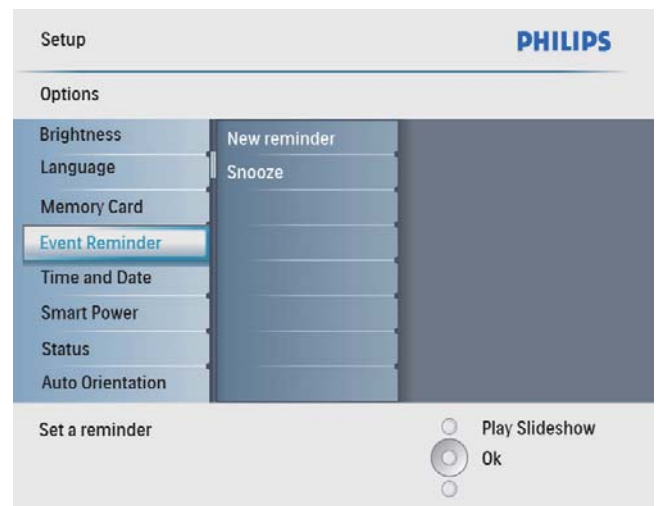 Setup
PHILIPS
Options
Brightness
Language
Memory Card
Event Reminder
Time and Date
Smart Power
Status
Auto Orientation
New reminder
Snooze
Set a reminder
Play Slideshow
Ok